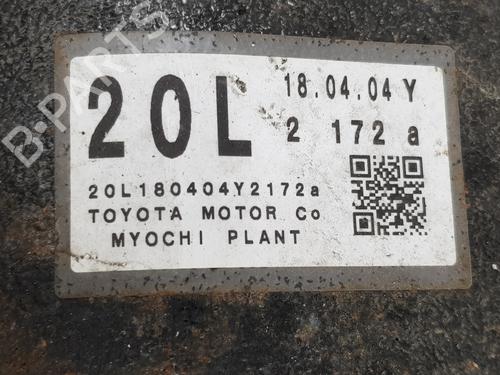 20L 18.04.04 Y
2 172 a
20L180404Y2172a
TOYOTA MOTOR Co
MYOCHI PLANT
B-PARTS